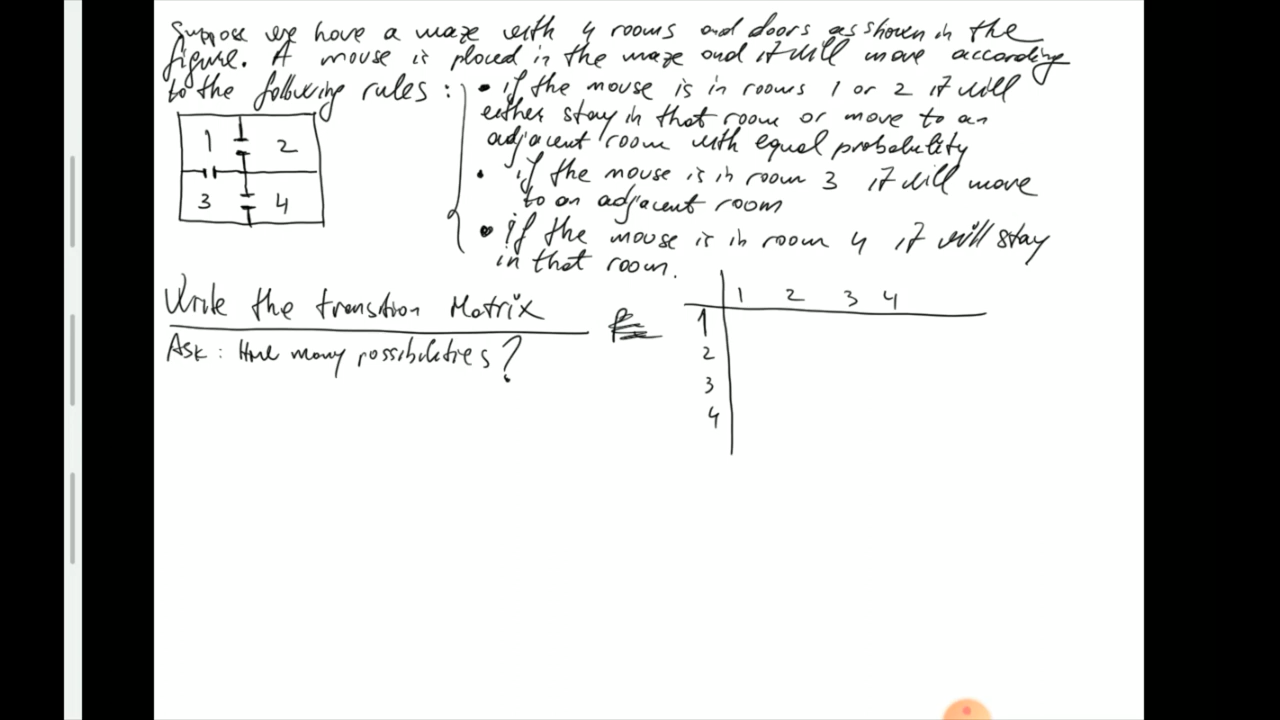 Suppose we have a maze with 4 rooms and doors as shown in the
figure. A mouse is placed in the maze and it will move according
to the following rules :
• if the mouse is in rooms 1 or 2 it will
either stay in that room or move to an
adjacent room with equal probability
• if the mouse is in room 3 it will move
to an adjacent room
• if the mouse is in room 4 it will stay
in that room.
1 2
3 4
Write the transition Matrix
Ask : How many possibilities ?
1 2 3 4
1
2
3
4